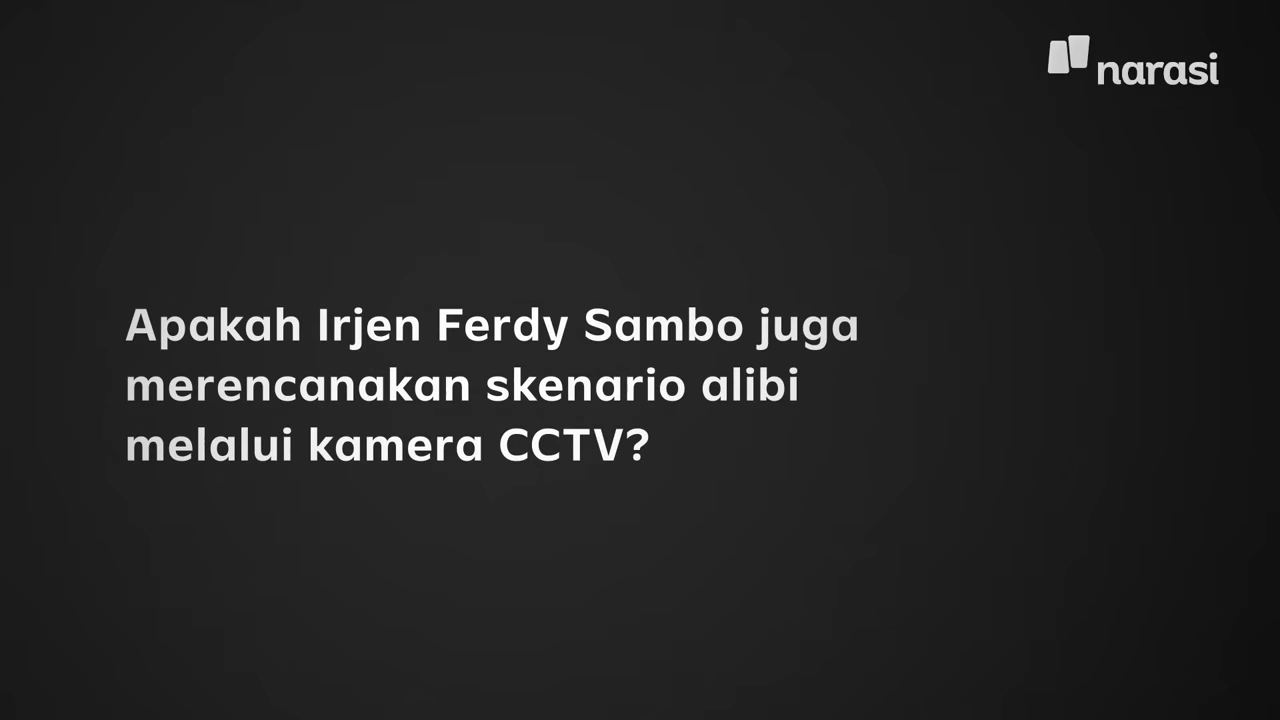 narasi
Apakah Irjen Ferdy Sambo juga
merencanakan skenario alibi
melalui kamera CCTV?